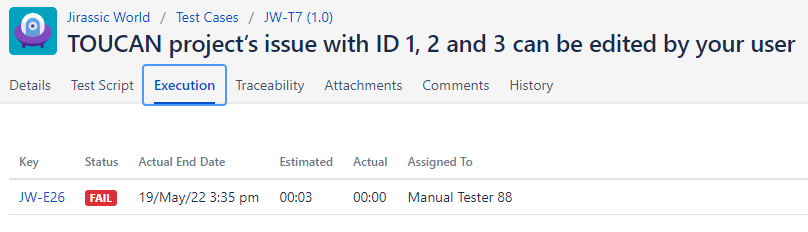 Jirassic World / Test Cases / JW-T7 (1.0)
TOUCAN project’s issue with ID 1, 2 and 3 can be edited by your user
Details Test Script Execution Traceability Attachments Comments History
Key Status Actual End Date Estimated Actual Assigned To
JW-E26 FAIL 19/May/22 3:35 pm 00:03 00:00 Manual Tester 88